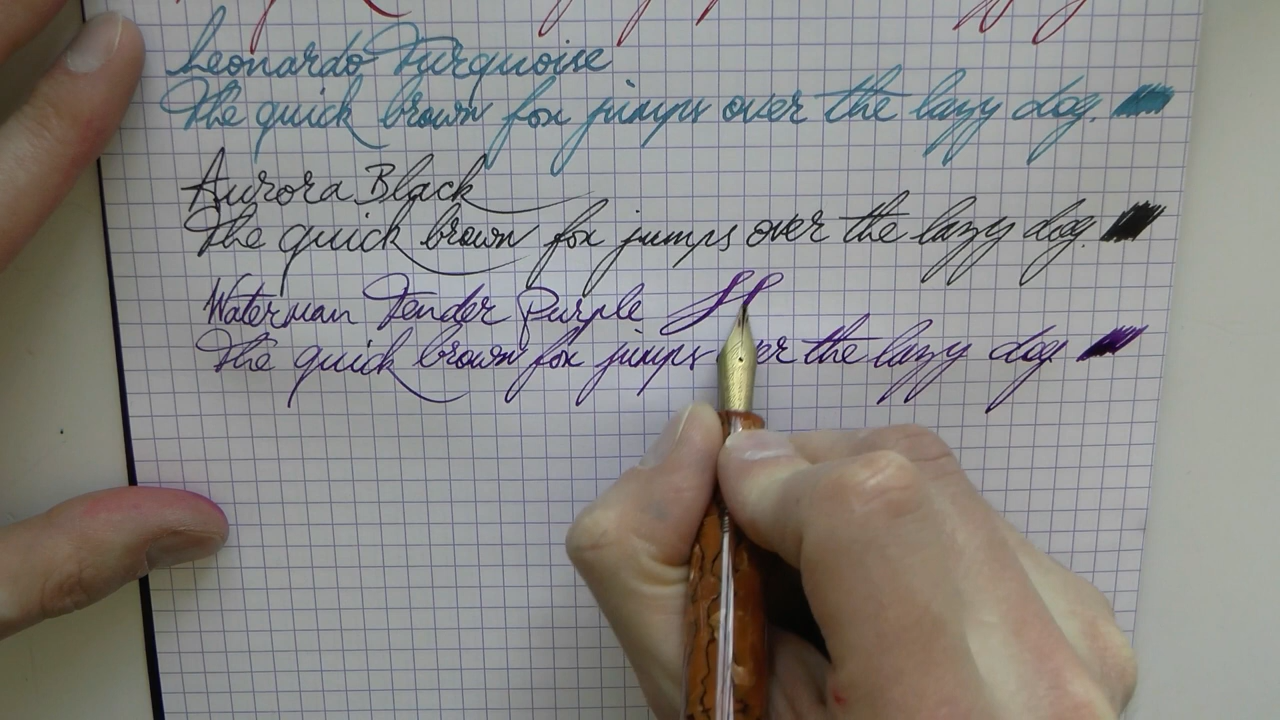 Leonardo Turquoise
The quick brown fox jumps over the lazy dog.
Aurora Black
The quick brown fox jumps over the lazy dog.
Waterman Tender Purple
The quick brown fox jumps over the lazy dog